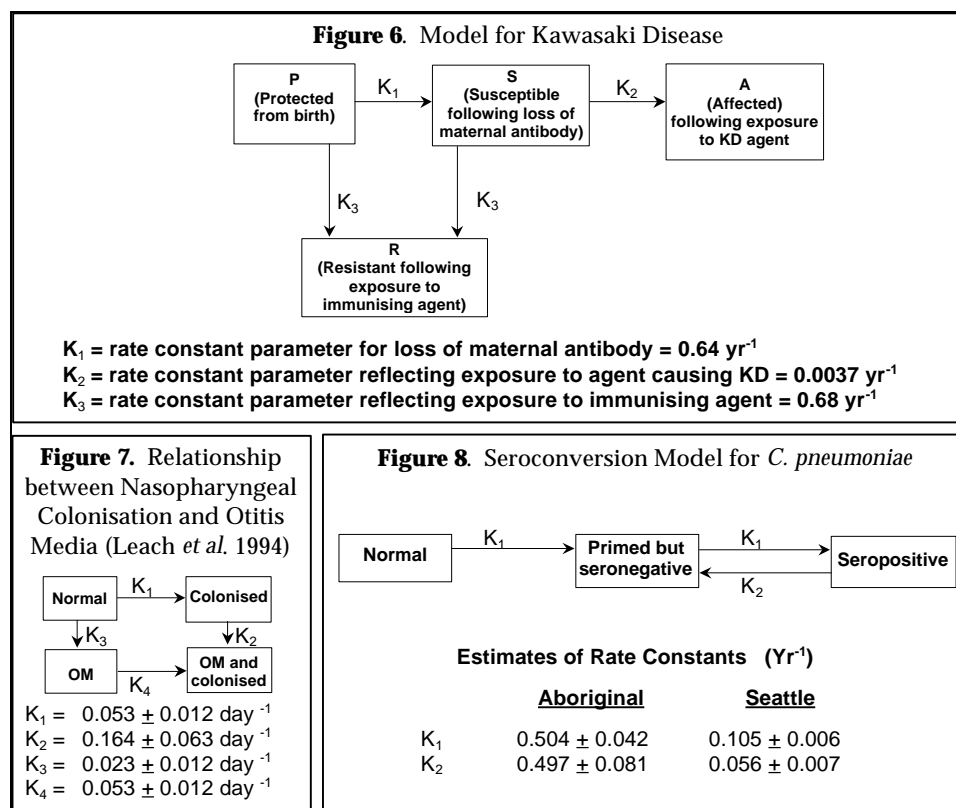 Figure 6. Model for Kawasaki Disease
P
(Protected
from birth)
K1
S
(Susceptible
following loss of
maternal antibody)
K2
A
(Affected)
following exposure
to KD agent
K3
K3
R
(Resistant following
exposure to
immunising agent)
K1 = rate constant parameter for loss of maternal antibody = 0.64 yr-1
K2 = rate constant parameter reflecting exposure to agent causing KD = 0.0037 yr-1
K3 = rate constant parameter reflecting exposure to immunising agent = 0.68 yr-1
Figure 7. Relationship
between Nasopharyngeal
Colonisation and Otitis
Media (Leach et al. 1994)
Normal
K1
Colonised
K3
K2
OM
K4
OM and
colonised
K1 = 0.053 ± 0.012 day -1
K2 = 0.164 ± 0.063 day -1
K3 = 0.023 ± 0.012 day -1
K4 = 0.053 ± 0.012 day -1
Figure 8. Seroconversion Model for C. pneumoniae
Normal
K1
Primed but
seronegative
K1
K2
Seropositive
Estimates of Rate Constants (Yr-1)
Aboriginal Seattle
K1 0.504 ± 0.042 0.105 ± 0.006
K2 0.497 ± 0.081 0.056 ± 0.007